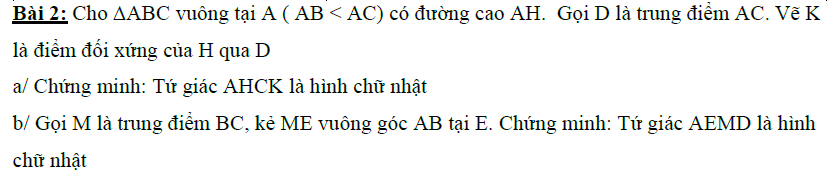 Bài 2: Cho ΔABC vuông tại A ( AB < AC) có đường cao AH. Gọi D là trung điểm AC. Vẽ K
là điểm đối xứng của H qua D
a/ Chứng minh: Tứ giác AHCK là hình chữ nhật
b/ Gọi M là trung điểm BC, kẻ ME vuông góc AB tại E. Chứng minh: Tứ giác AEMD là hình
chữ nhật